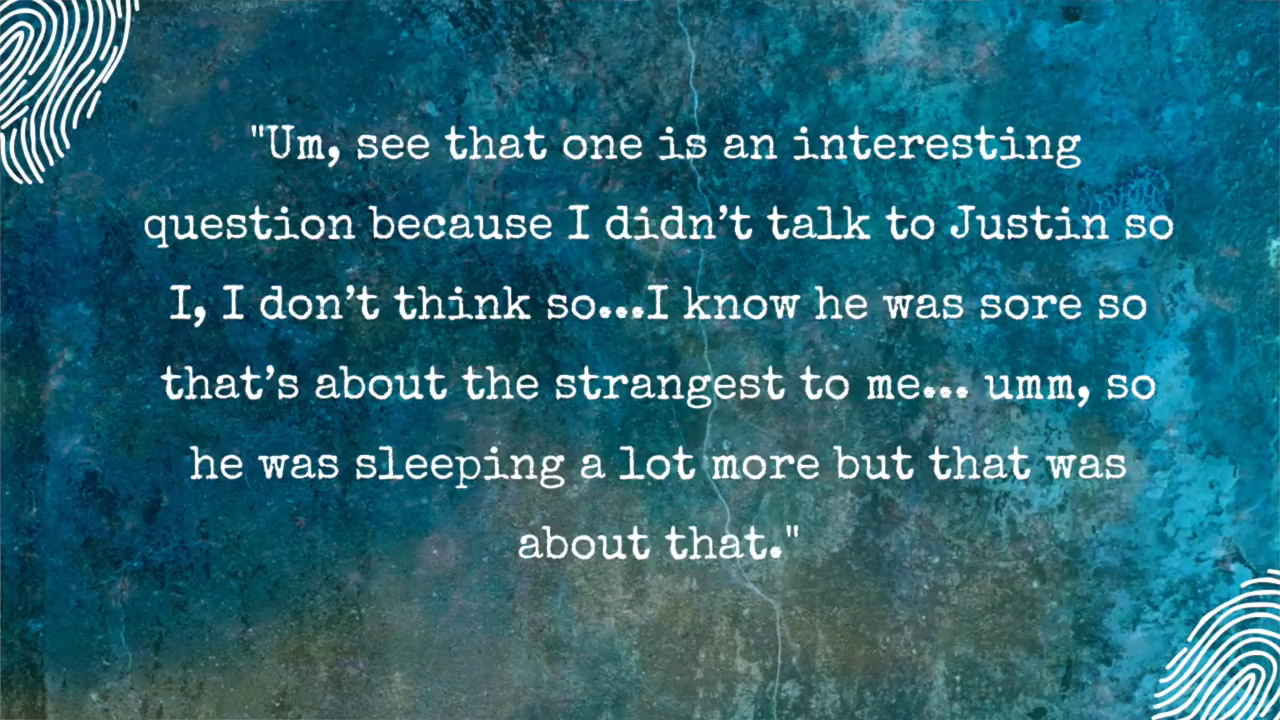 "Um, see that one is an interesting
question because I didn’t talk to Justin so
I, I don’t think so...I know he was sore so
that’s about the strangest to me... umm, so
he was sleeping a lot more but that was
about that."